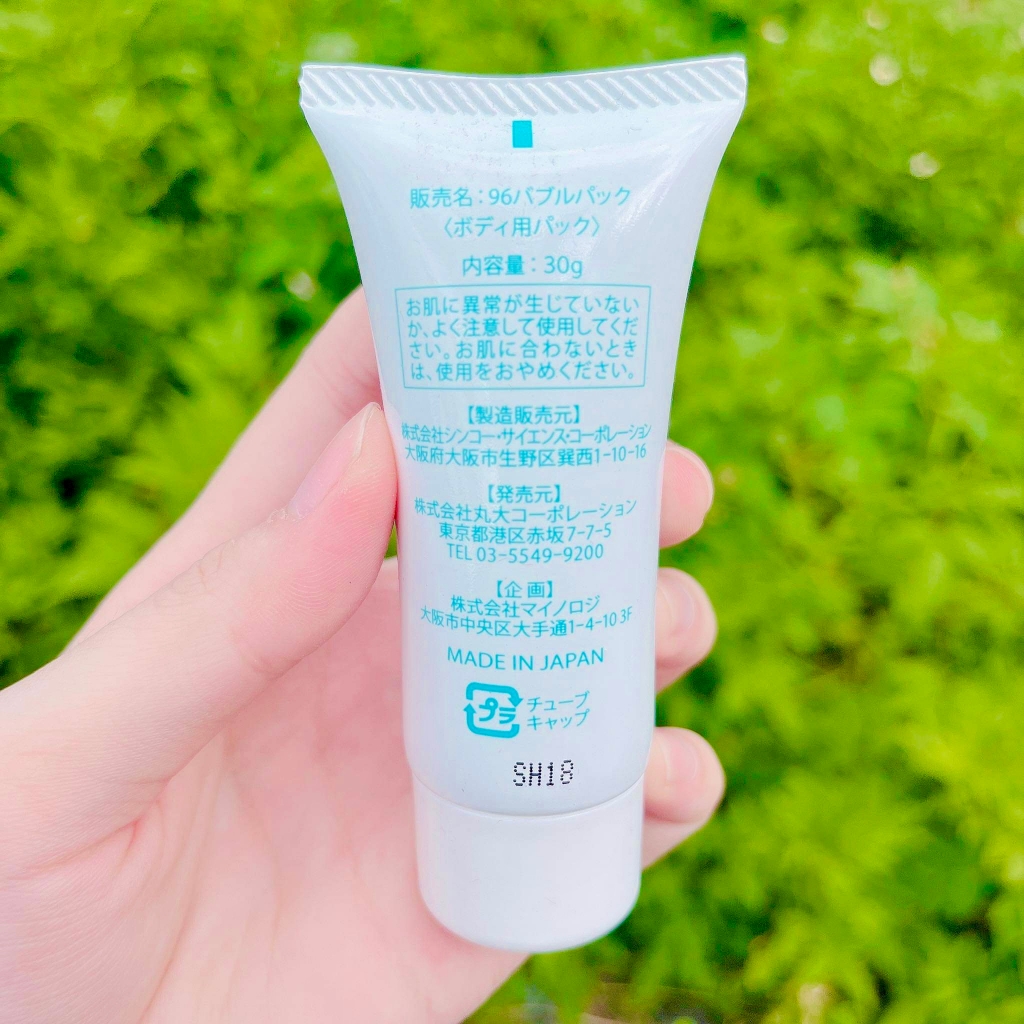 販売名：96バブルパック
〈ボディ用パック〉
内容量：30g
お肌に異常が生じていない
か、よく注意して使用してくだ
さい。お肌に合わないとき
は、使用をおやめください。
【製造販売元】
株式会社シンコー・サイエンス・コーポレーション
大阪府大阪市生野区巽西1-10-16
【発売元】
株式会社丸大コーポレーション
東京都港区赤坂7-7-5
TEL 03-5549-9200
【企画】
株式会社マイノロジ
大阪市中央区大手通1-4-10 3F
MADE IN JAPAN
プラ チューブ
キャップ
SH18